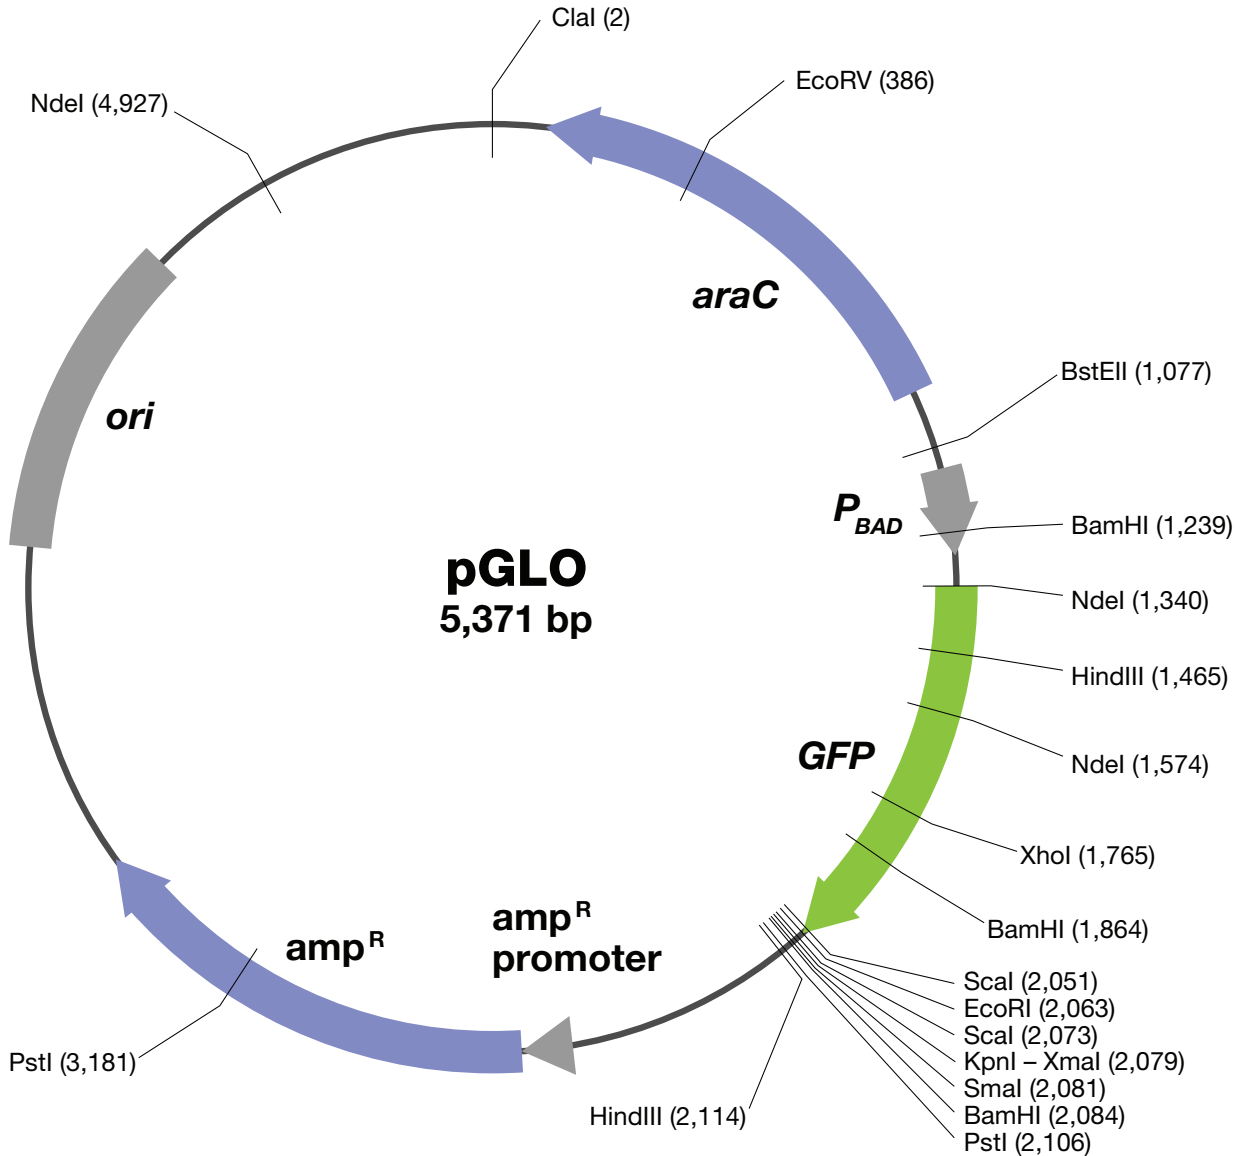 ClaI (2)
EcoRV (386)
NdeI (4,927)
araC
BstEII (1,077)
ori
P BAD
BamHI (1,239)
pGLO
5,371 bp
NdeI (1,340)
HindIII (1,465)
GFP
NdeI (1,574)
XhoI (1,765)
amp R
promoter
amp R
BamHI (1,864)
ScaI (2,051)
EcoRI (2,063)
ScaI (2,073)
KpnI – XmaI (2,079)
SmaI (2,081)
BamHI (2,084)
PstI (2,106)
PstI (3,181)
HindIII (2,114)